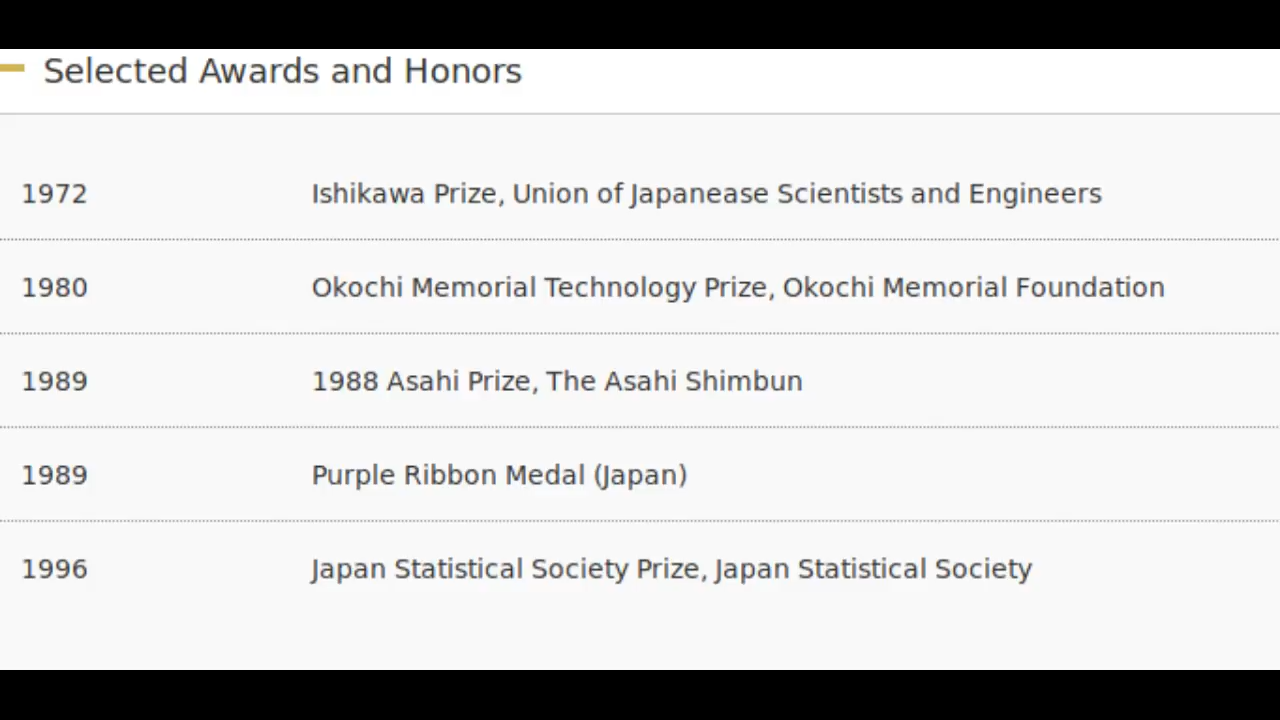 Selected Awards and Honors
1972 Ishikawa Prize, Union of Japanease Scientists and Engineers
1980 Okochi Memorial Technology Prize, Okochi Memorial Foundation
1989 1988 Asahi Prize, The Asahi Shimbun
1989 Purple Ribbon Medal (Japan)
1996 Japan Statistical Society Prize, Japan Statistical Society